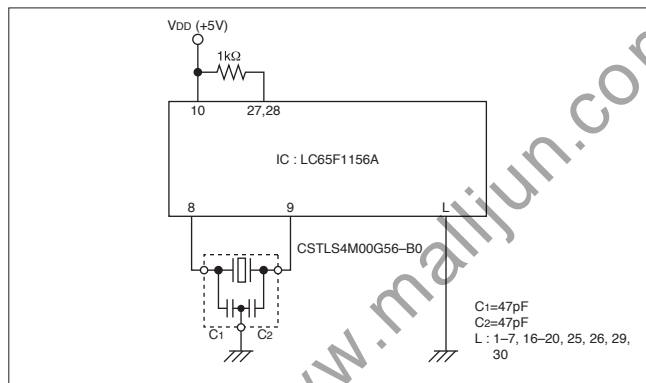 VDD (+5V)
1kΩ
10
27,28
IC : LC65F1156A
8
9
L
CSTLS4M00G56–B0
C1
C2
C1=47pF
C2=47pF
L : 1–7, 16–20, 25, 26, 29,
30
www.mallijun.com